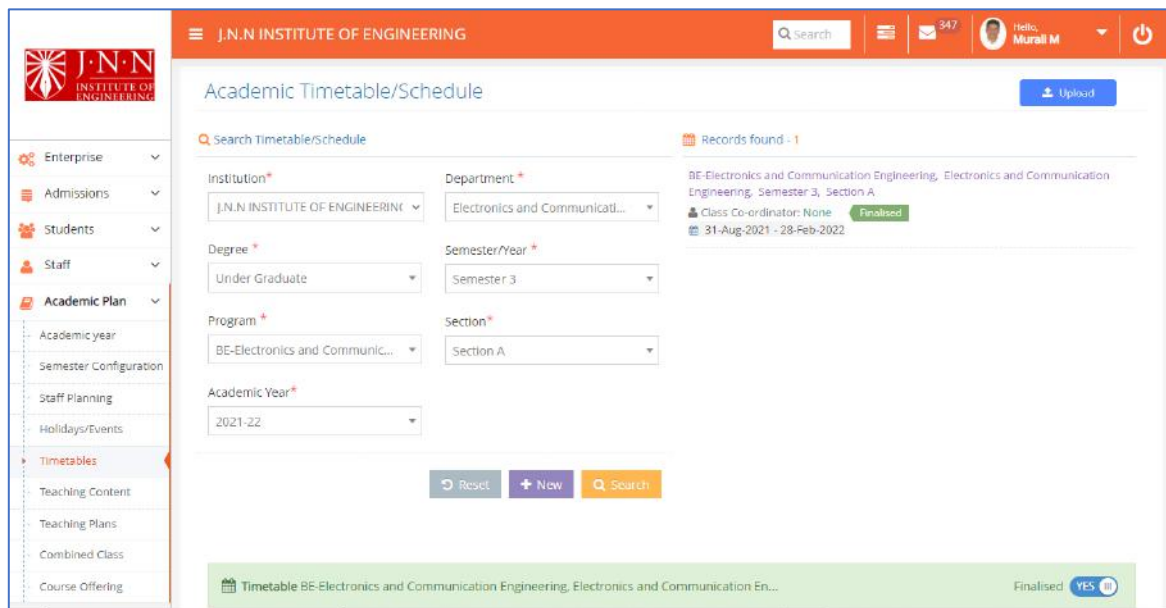 J·N·N
INSTITUTE OF
ENGINEERING
J.N.N INSTITUTE OF ENGINEERING
Search
347
Hello,
Murali M
Enterprise
Admissions
Students
Staff
Academic Plan
Academic year
Semester Configuration
Staff Planning
Holidays/Events
Timetables
Teaching Content
Teaching Plans
Combined Class
Course Offering
Academic Timetable/Schedule
Upload
Search Timetable/Schedule
Institution*
J.N.N INSTITUTE OF ENGINEERING
Department *
Electronics and Communicati...
Degree *
Under Graduate
Semester/Year *
Semester 3
Program *
BE-Electronics and Communic...
Section*
Section A
Academic Year*
2021-22
Reset
New
Search
Records found - 1
BE-Electronics and Communication Engineering, Electronics and Communication
Engineering, Semester 3, Section A
Class Co-ordinator: None Finalised
31-Aug-2021 - 28-Feb-2022
Timetable BE-Electronics and Communication Engineering, Electronics and Communication En...
Finalised YES